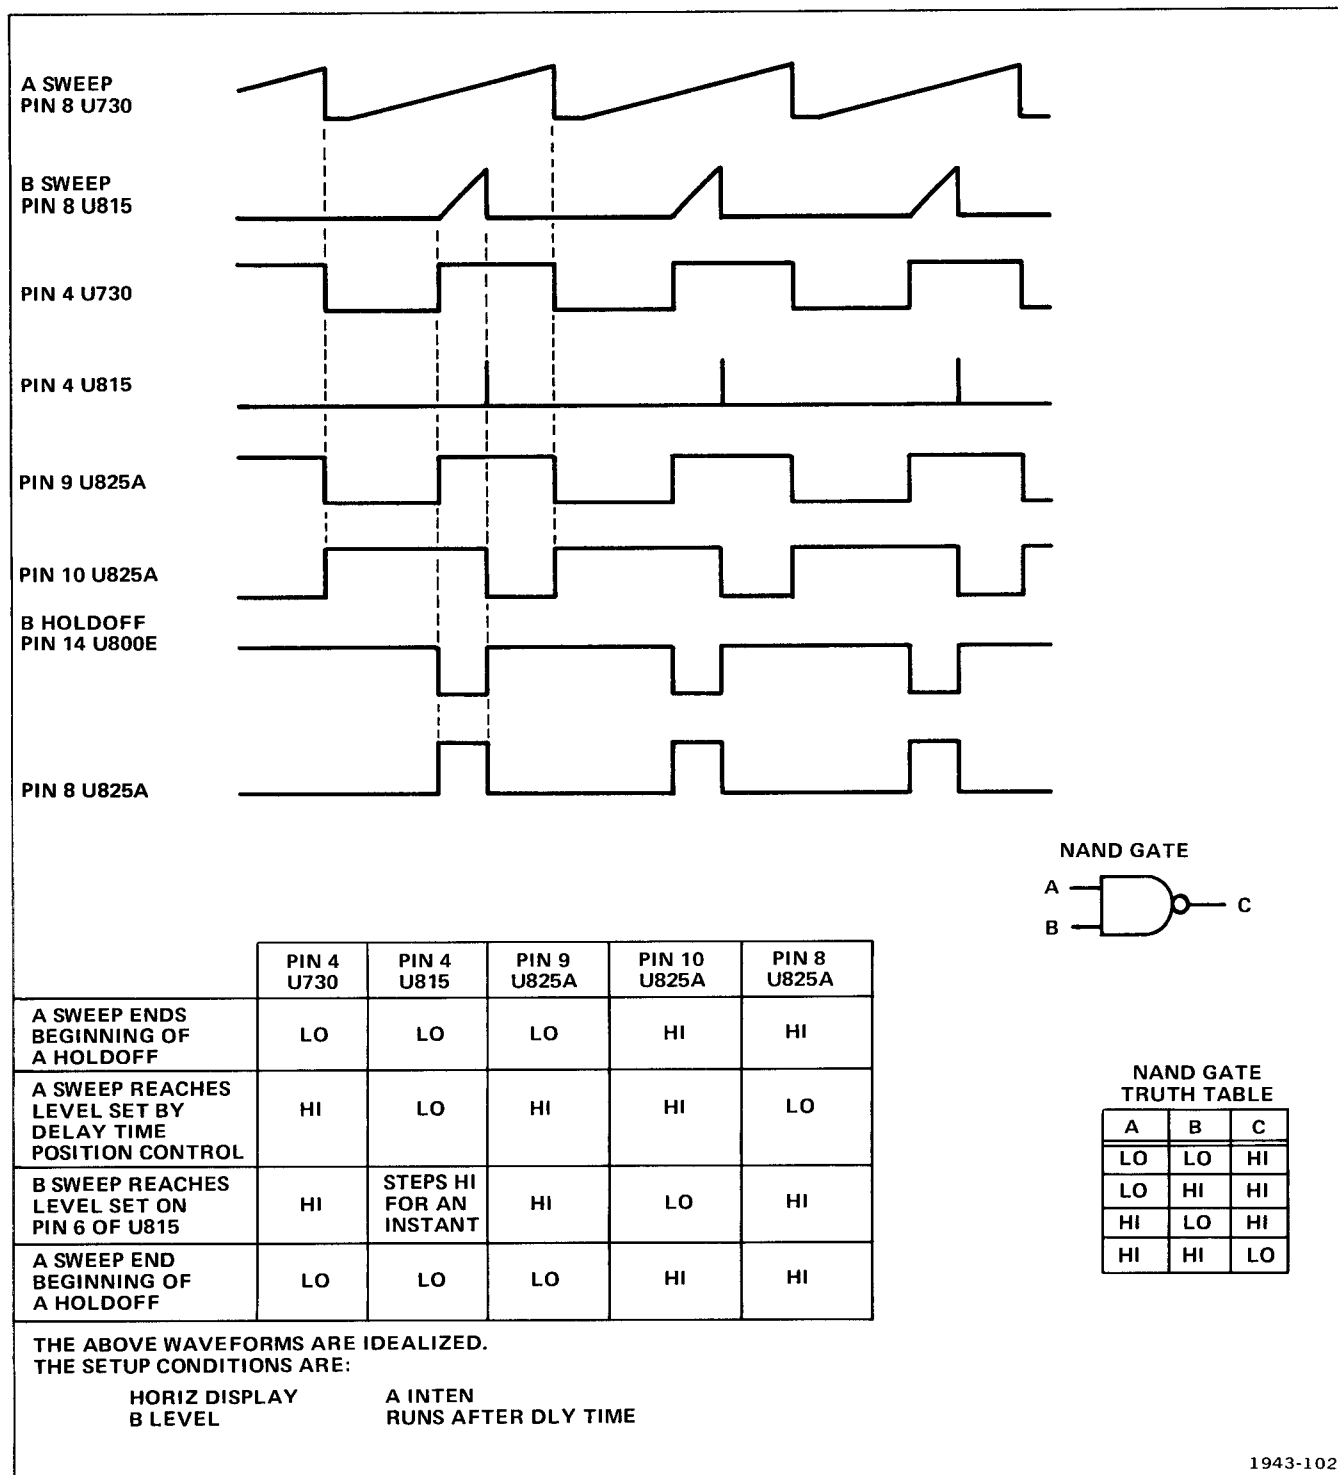 A SWEEP
PIN 8 U730
B SWEEP
PIN 8 U815
PIN 4 U730
PIN 4 U815
PIN 9 U825A
PIN 10 U825A
B HOLDOFF
PIN 14 U800E
PIN 8 U825A
NAND GATE
A
C
B
PIN 4 PIN 4 PIN 9 PIN 10 PIN 8
U730 U815 U825A U825A U825A
A SWEEP ENDS
BEGINNING OF
A HOLDOFF
LO LO LO HI HI
A SWEEP REACHES
LEVEL SET BY
DELAY TIME
POSITION CONTROL
HI LO HI HI LO
B SWEEP REACHES
LEVEL SET ON
PIN 6 OF U815
HI
STEPS HI
FOR AN
INSTANT
HI LO HI
A SWEEP END
BEGINNING OF
A HOLDOFF
LO LO LO HI HI
NAND GATE
TRUTH TABLE
A B C
LO LO HI
LO HI HI
HI LO HI
HI HI LO
THE ABOVE WAVEFORMS ARE IDEALIZED.
THE SETUP CONDITIONS ARE:
HORIZ DISPLAY A INTEN
B LEVEL RUNS AFTER DLY TIME
1943-102